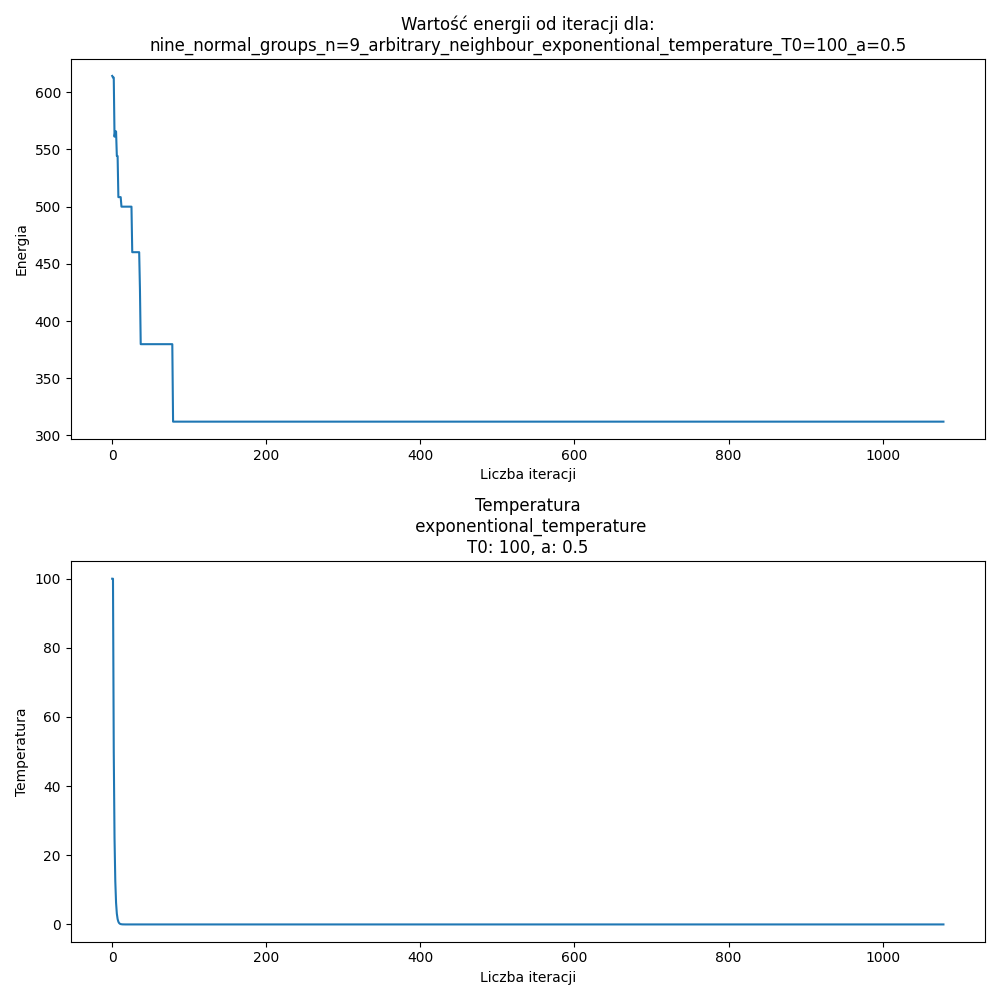 Wartość energii od iteracji dla:
nine_normal_groups_n=9_arbitrary_neighbour_exponentional_temperature_T0=100_a=0.5
600
550
500
450
400
350
300
Energia
0 200 400 600 800 1000
Liczba iteracji
Temperatura
exponentional_temperature
T0: 100, a: 0.5
100
80
60
40
20
0
Temperatura
0 200 400 600 800 1000
Liczba iteracji